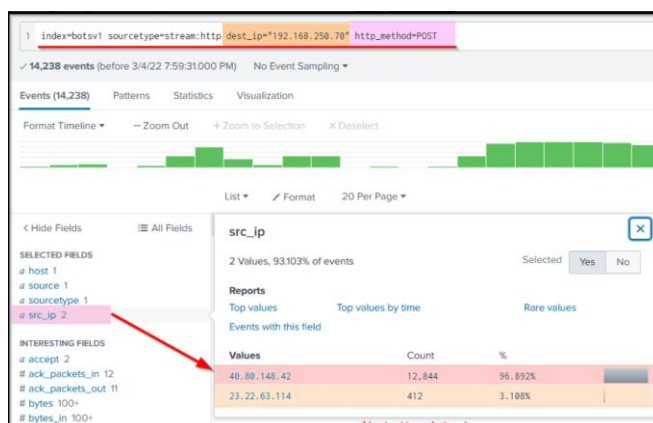 1 index=botsv1 sourcetype=stream:http dest_ip="192.168.250.70" http_method=POST
✓ 14,238 events (before 3/4/22 7:59:31.000 PM) No Event Sampling ▾
Events (14,238) Patterns Statistics Visualization
Format Timeline ▾ — Zoom Out + Zoom to Selection × Deselect
List ▾ Format 20 Per Page ▾
< Hide Fields All Fields
SELECTED FIELDS
a host 1
a source 1
a sourcetype 1
a src_ip 2
INTERESTING FIELDS
a accept 2
# ack_packets_in 12
# ack_packets_out 11
# bytes 100+
# bytes_in 100+
src_ip
2 Values, 93.103% of events Selected Yes No
Reports
Top values Top values by time Rare values
Events with this field
Values Count %
40.80.148.42 12,844 96.892%
23.22.63.114 412 3.108%